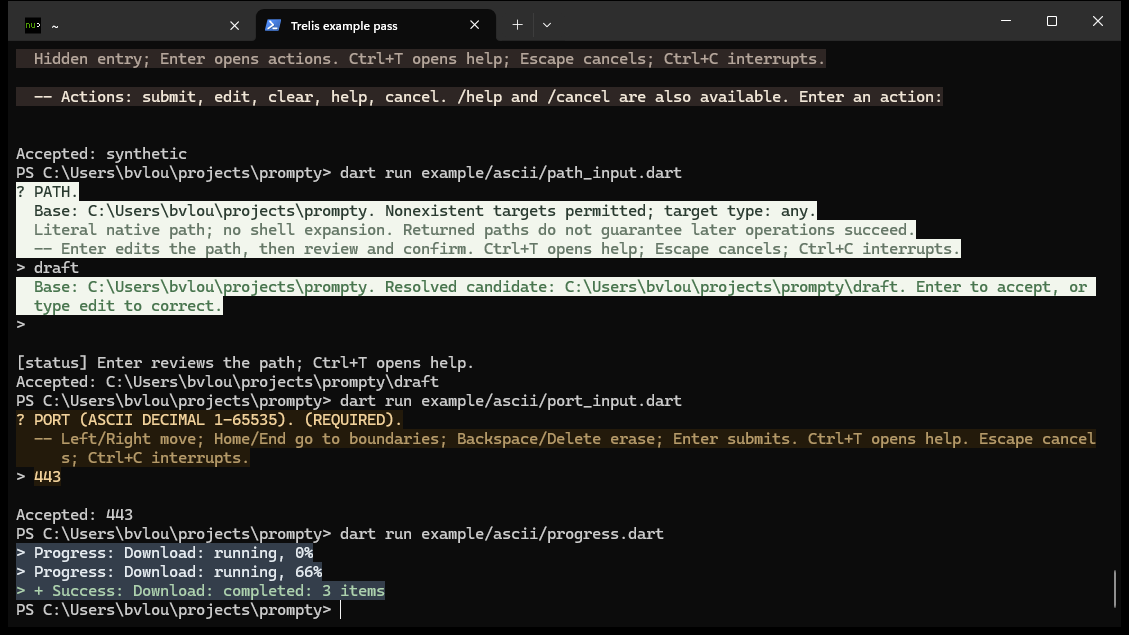 nu> ~
Trelis example pass
Hidden entry; Enter opens actions. Ctrl+T opens help; Escape cancels; Ctrl+C interrupts.
-- Actions: submit, edit, clear, help, cancel. /help and /cancel are also available. Enter an action:
Accepted: synthetic
PS C:\Users\bvlou\projects\prompty> dart run example/ascii/path_input.dart
? PATH.
Base: C:\Users\bvlou\projects\prompty. Nonexistent targets permitted; target type: any.
Literal native path; no shell expansion. Returned paths do not guarantee later operations succeed.
-- Enter edits the path, then review and confirm. Ctrl+T opens help; Escape cancels; Ctrl+C interrupts.
> draft
Base: C:\Users\bvlou\projects\prompty. Resolved candidate: C:\Users\bvlou\projects\prompty\draft. Enter to accept, or
type edit to correct.
>
[status] Enter reviews the path; Ctrl+T opens help.
Accepted: C:\Users\bvlou\projects\prompty\draft
PS C:\Users\bvlou\projects\prompty> dart run example/ascii/port_input.dart
? PORT (ASCII DECIMAL 1-65535). (REQUIRED).
-- Left/Right move; Home/End go to boundaries; Backspace/Delete erase; Enter submits. Ctrl+T opens help. Escape cancel
s; Ctrl+C interrupts.
> 443
Accepted: 443
PS C:\Users\bvlou\projects\prompty> dart run example/ascii/progress.dart
> Progress: Download: running, 0%
> Progress: Download: running, 66%
> + Success: Download: completed: 3 items
PS C:\Users\bvlou\projects\prompty>